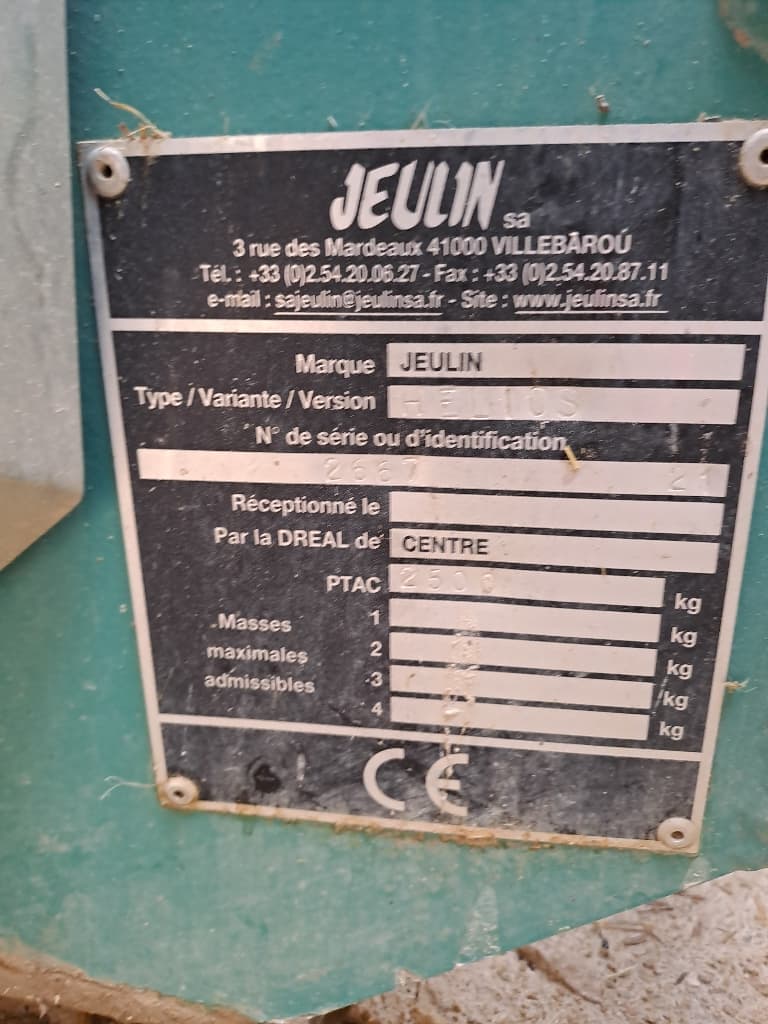 JEULIN sa
3 rue des Mardeaux 41000 VILLEBAROU
Tél. : +33 (0)2.54.20.06.27 - Fax : +33 (0)2.54.20.87.11
e-mail : sajeulin@jeulinsa.fr - Site : www.jeulinsa.fr
Marque JEULIN
Type / Variante / Version HELIOS
N° de série ou d'identification
2667 21
Réceptionné le
Par la DREAL de CENTRE
PTAC 2500 kg
Masses 1 kg
maximales 2 kg
admissibles 3 kg
4 kg
CE